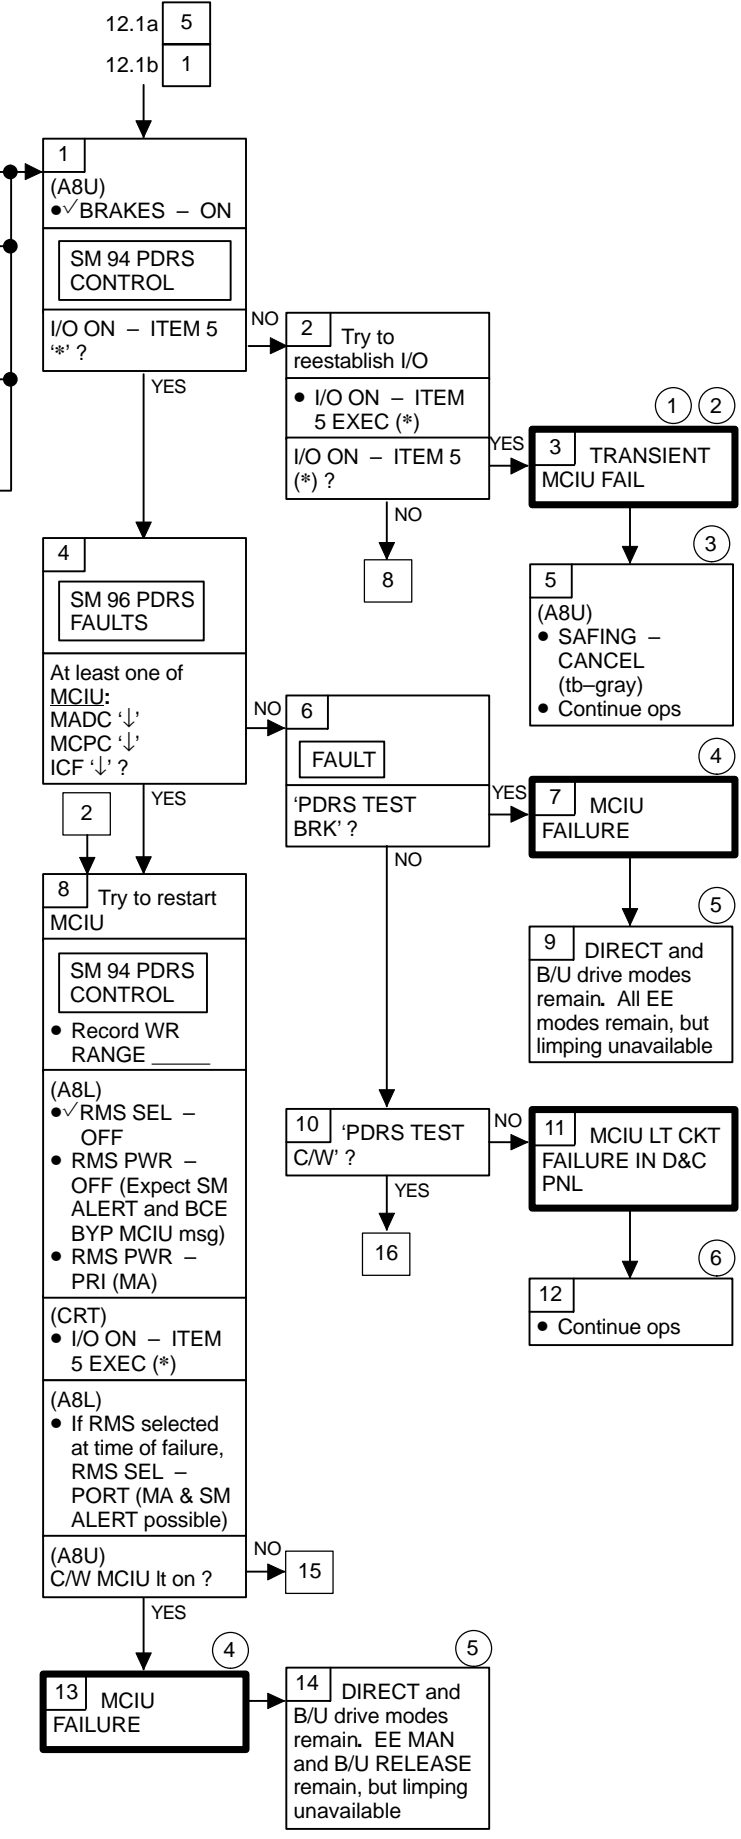 12.1a 5
12.1b 1
1
(A8U)
●✓BRAKES – ON
SM 94 PDRS
CONTROL
I/O ON – ITEM 5
'*' ?
NO
YES
2 Try to
reestablish I/O
● I/O ON – ITEM
5 EXEC (*)
I/O ON – ITEM 5
(*) ?
YES
NO
8
1 2
3 TRANSIENT
MCIU FAIL
3
5
(A8U)
● SAFING –
CANCEL
(tb–gray)
● Continue ops
4
SM 96 PDRS
FAULTS
At least one of
MCIU:
MADC '↓'
MCPC '↓'
ICF '↓' ?
NO
YES
2
6
FAULT
'PDRS TEST
BRK' ?
YES
NO
4
7 MCIU
FAILURE
5
9 DIRECT and
B/U drive modes
remain. All EE
modes remain, but
limping unavailable
8 Try to restart
MCIU
SM 94 PDRS
CONTROL
● Record WR
RANGE _____
(A8L)
●✓RMS SEL –
OFF
● RMS PWR –
OFF (Expect SM
ALERT and BCE
BYP MCIU msg)
● RMS PWR –
PRI (MA)
(CRT)
● I/O ON – ITEM
5 EXEC (*)
(A8L)
● If RMS selected
at time of failure,
RMS SEL –
PORT (MA & SM
ALERT possible)
(A8U)
C/W MCIU lt on ?
NO
15
YES
10 'PDRS TEST
C/W' ?
NO
YES
16
11 MCIU LT CKT
FAILURE IN D&C
PNL
6
12
● Continue ops
4
13 MCIU
FAILURE
5
14 DIRECT and
B/U drive modes
remain. EE MAN
and B/U RELEASE
remain, but limping
unavailable